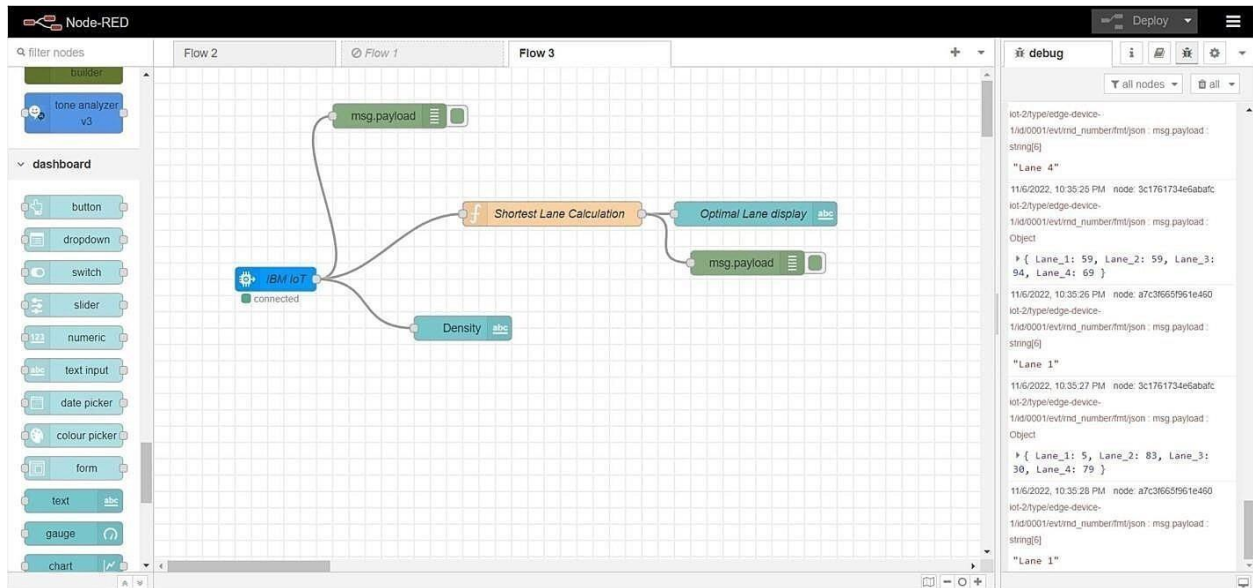 Node-RED
Deploy
filter nodes
builder
tone analyzer
v3
dashboard
button
dropdown
switch
slider
123
numeric
abc
text input
date picker
colour picker
form
text
abc
gauge
chart
Flow 2
Flow 1
Flow 3
msg.payload
f
Shortest Lane Calculation
Optimal Lane display
abc
msg.payload
IBM IoT
connected
Density
abc
debug
i
all nodes
all
iot-2/type/edge-device-
1/id/0001/evt/rnd_number/fmt/json : msg.payload :
string[6]
"Lane 4"
11/6/2022, 10:35:25 PM node: 3c1761734e6abafc
iot-2/type/edge-device-
1/id/0001/evt/rnd_number/fmt/json : msg.payload :
Object
{ Lane_1: 59, Lane_2: 59, Lane_3:
94, Lane_4: 69 }
11/6/2022, 10:35:26 PM node: a7c3f665f961e460
iot-2/type/edge-device-
1/id/0001/evt/rnd_number/fmt/json : msg.payload :
string[6]
"Lane 1"
11/6/2022, 10:35:27 PM node: 3c1761734e6abafc
iot-2/type/edge-device-
1/id/0001/evt/rnd_number/fmt/json : msg.payload :
Object
{ Lane_1: 5, Lane_2: 83, Lane_3:
30, Lane_4: 79 }
11/6/2022, 10:35:28 PM node: a7c3f665f961e460
iot-2/type/edge-device-
1/id/0001/evt/rnd_number/fmt/json : msg.payload :
string[6]
"Lane 1"